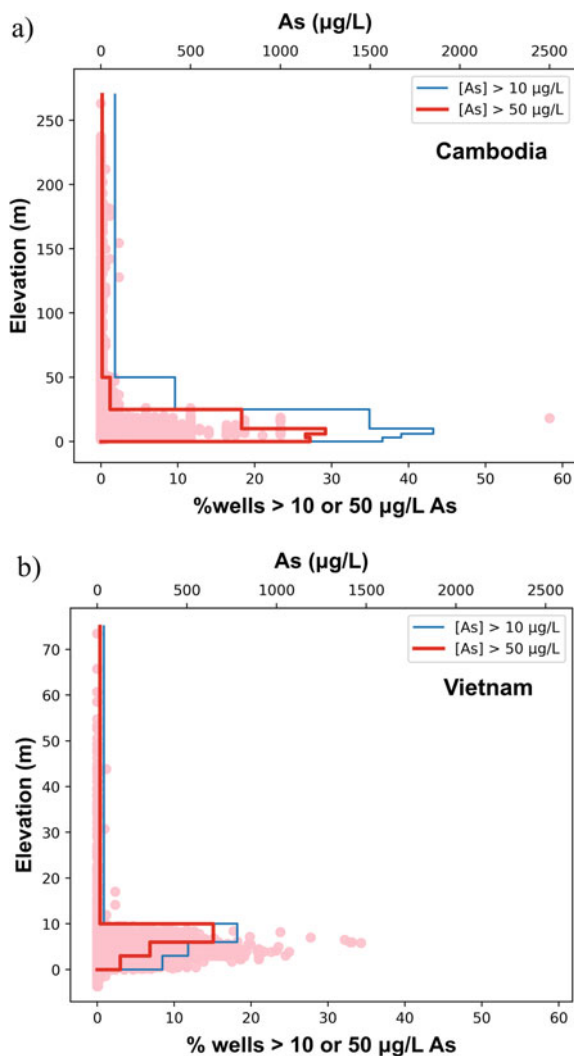 a)
As (µg/L)
0 500 1000 1500 2000 2500
[As] > 10 µg/L
[As] > 50 µg/L
Cambodia
Elevation (m)
250
200
150
100
50
0
0 10 20 30 40 50 60
%wells > 10 or 50 µg/L As
b)
As (µg/L)
0 500 1000 1500 2000 2500
[As] > 10 µg/L
[As] > 50 µg/L
Vietnam
Elevation (m)
70
60
50
40
30
20
10
0
0 10 20 30 40 50 60
% wells > 10 or 50 µg/L As